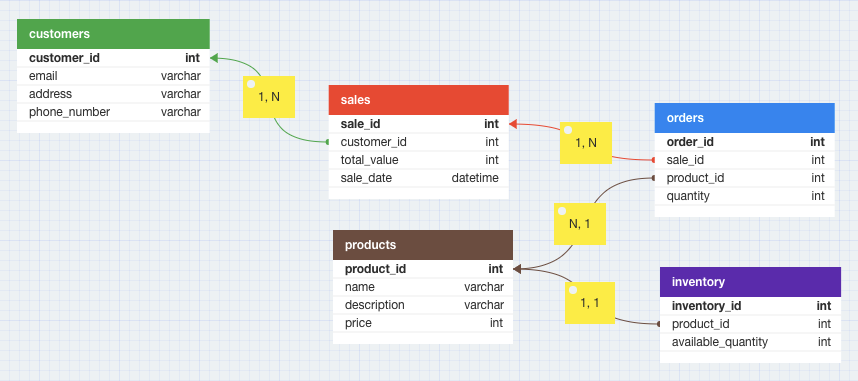 customers
customer_id int
email varchar
address varchar
phone_number varchar
1, N
sales
sale_id int
customer_id int
total_value int
sale_date datetime
1, N
orders
order_id int
sale_id int
product_id int
quantity int
N, 1
products
product_id int
name varchar
description varchar
price int
1, 1
inventory
inventory_id int
product_id int
available_quantity int